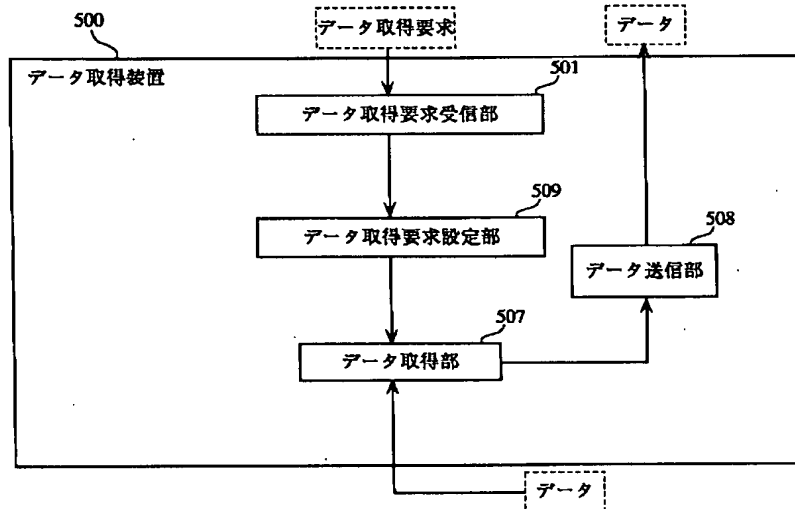 500
データ取得要求
データ
データ取得装置
501
データ取得要求受信部
509
データ取得要求設定部
508
データ送信部
507
データ取得部
データ